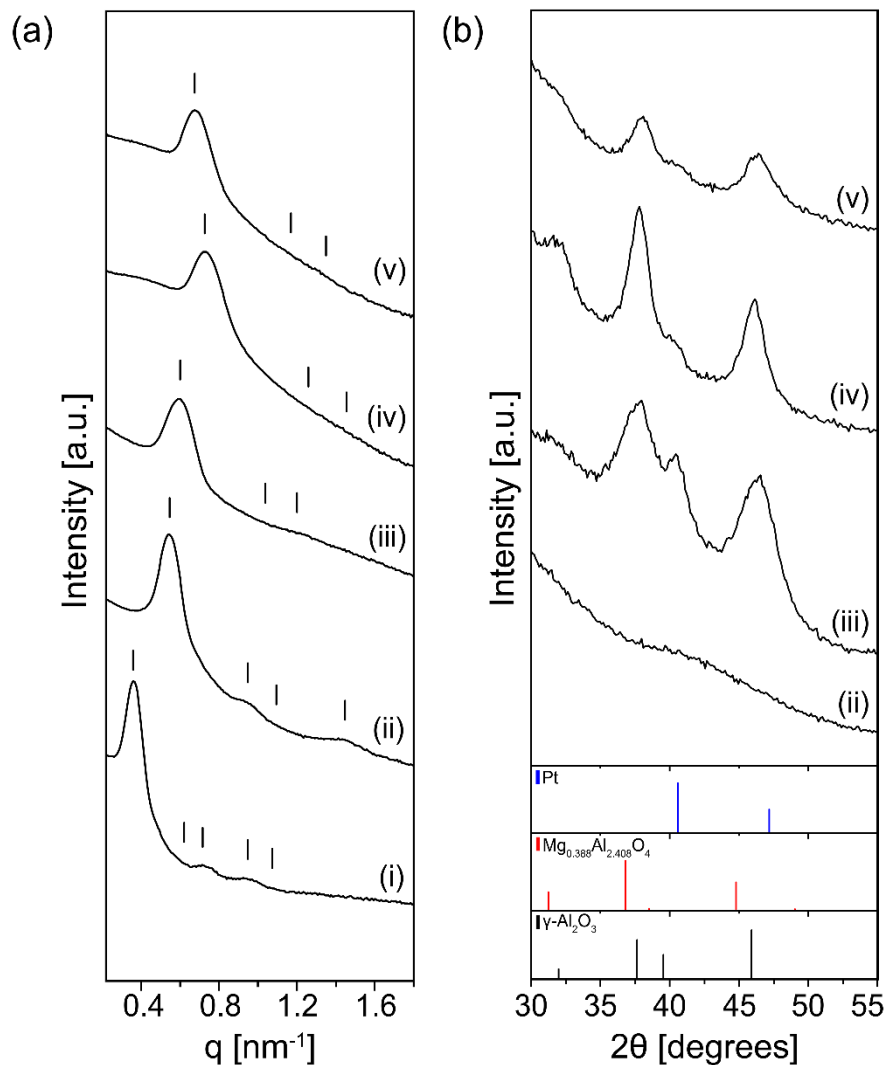 (a)
Intensity [a.u.]
(v)
(iv)
(iii)
(ii)
(i)
0.4 0.8 1.2 1.6
q [nm⁻¹]
(b)
Intensity [a.u.]
(v)
(iv)
(iii)
(ii)
Pt
Mg₀.₃₈₈Al₂.₄₀₈O₄
γ-Al₂O₃
30 35 40 45 50 55
2θ [degrees]